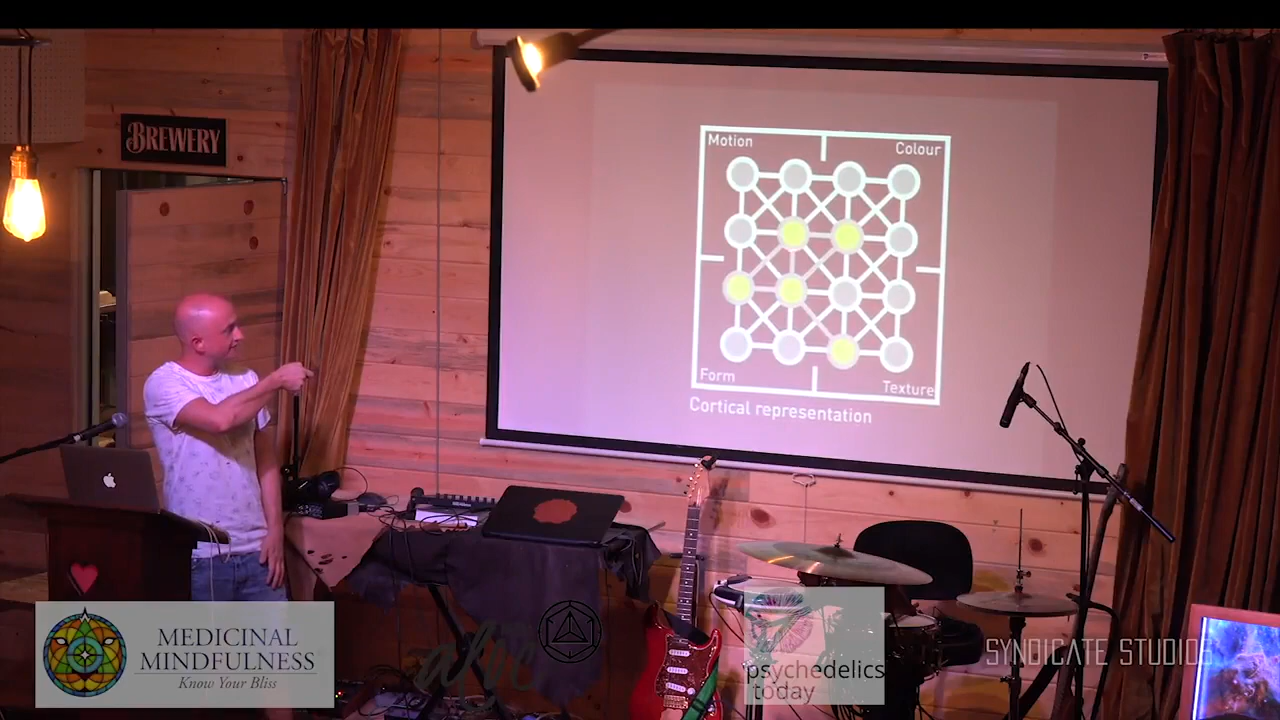 BREWERY
Motion
Colour
Form
Texture
Cortical representation
MEDICINAL
MINDFULNESS
Know Your Bliss
psychedelics
today
SYNDICATE STUDIOS